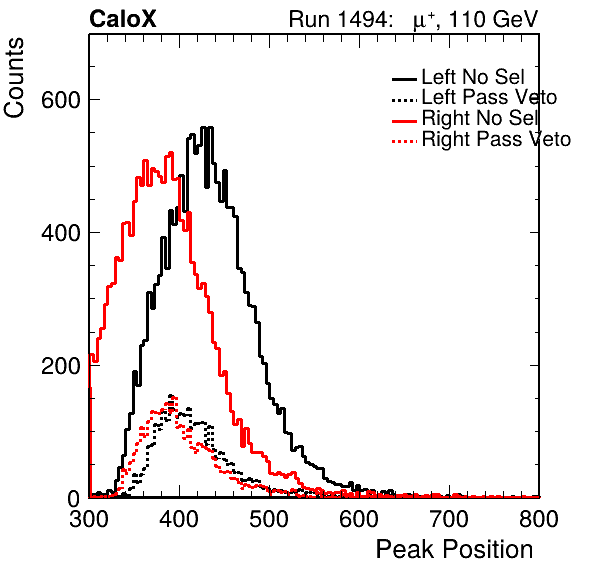 CaloX Run 1494: μ⁺, 110 GeV
Counts
Left No Sel
Left Pass Veto
Right No Sel
Right Pass Veto
600
400
200
0
300 400 500 600 700 800
Peak Position